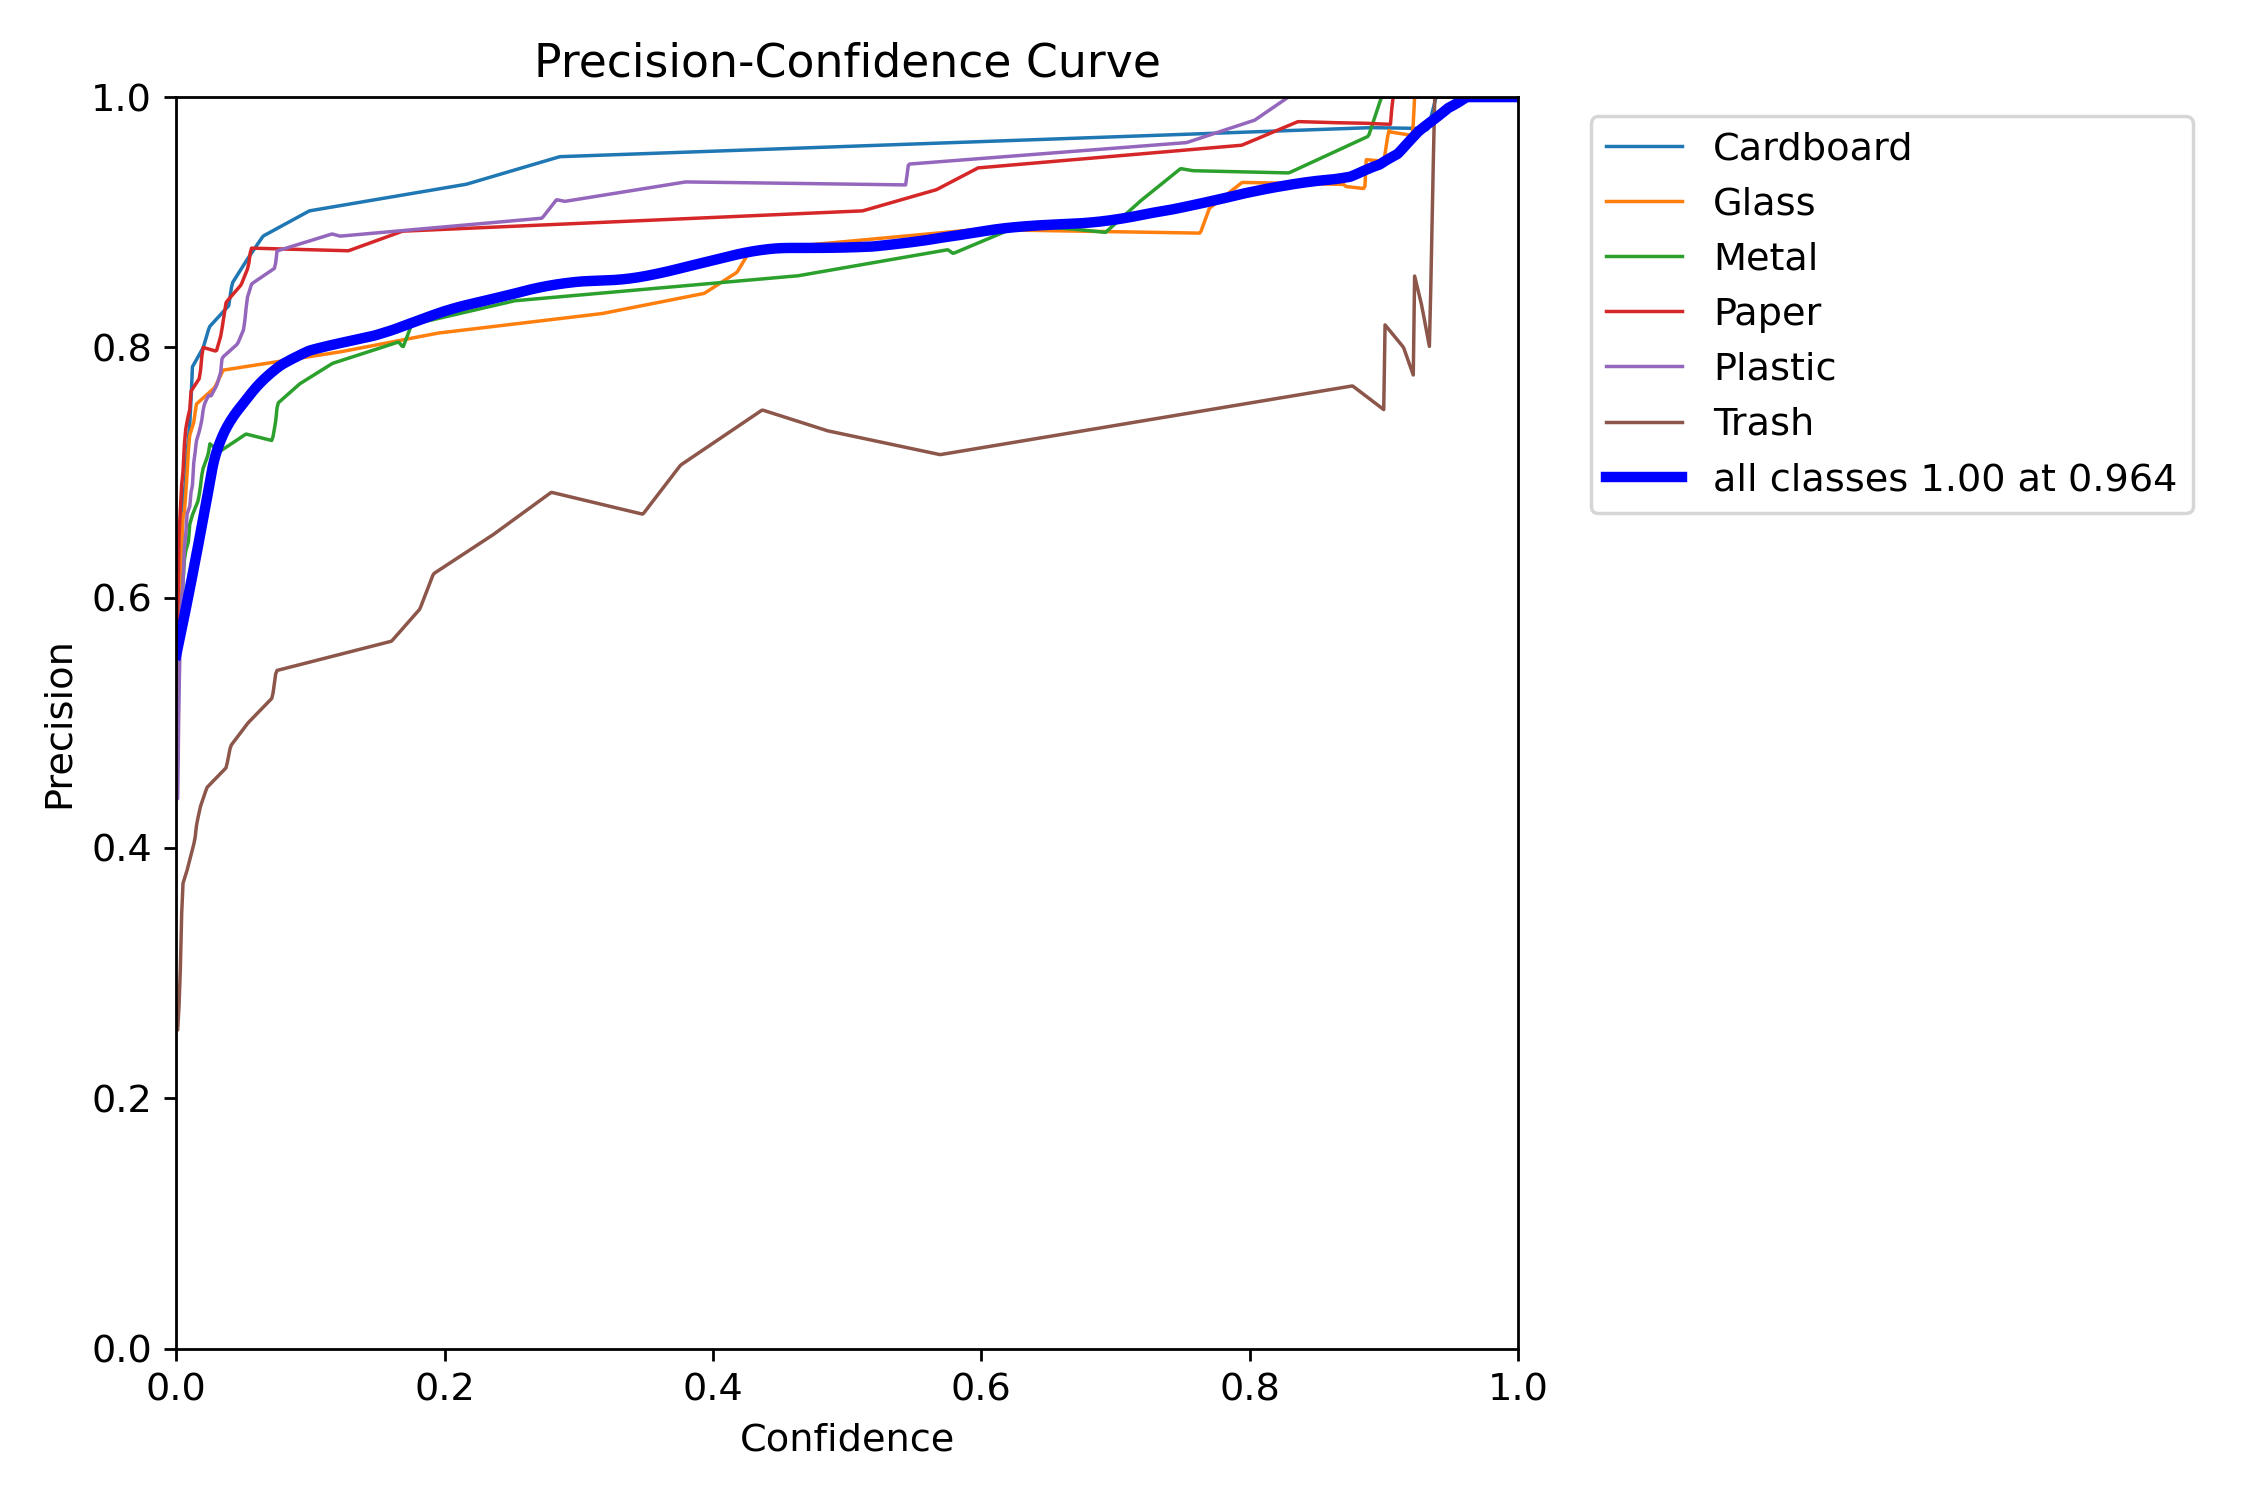 Precision-Confidence Curve
1.0
0.8
0.6
0.4
0.2
0.0
Precision
0.0 0.2 0.4 0.6 0.8 1.0
Confidence
Cardboard
Glass
Metal
Paper
Plastic
Trash
all classes 1.00 at 0.964